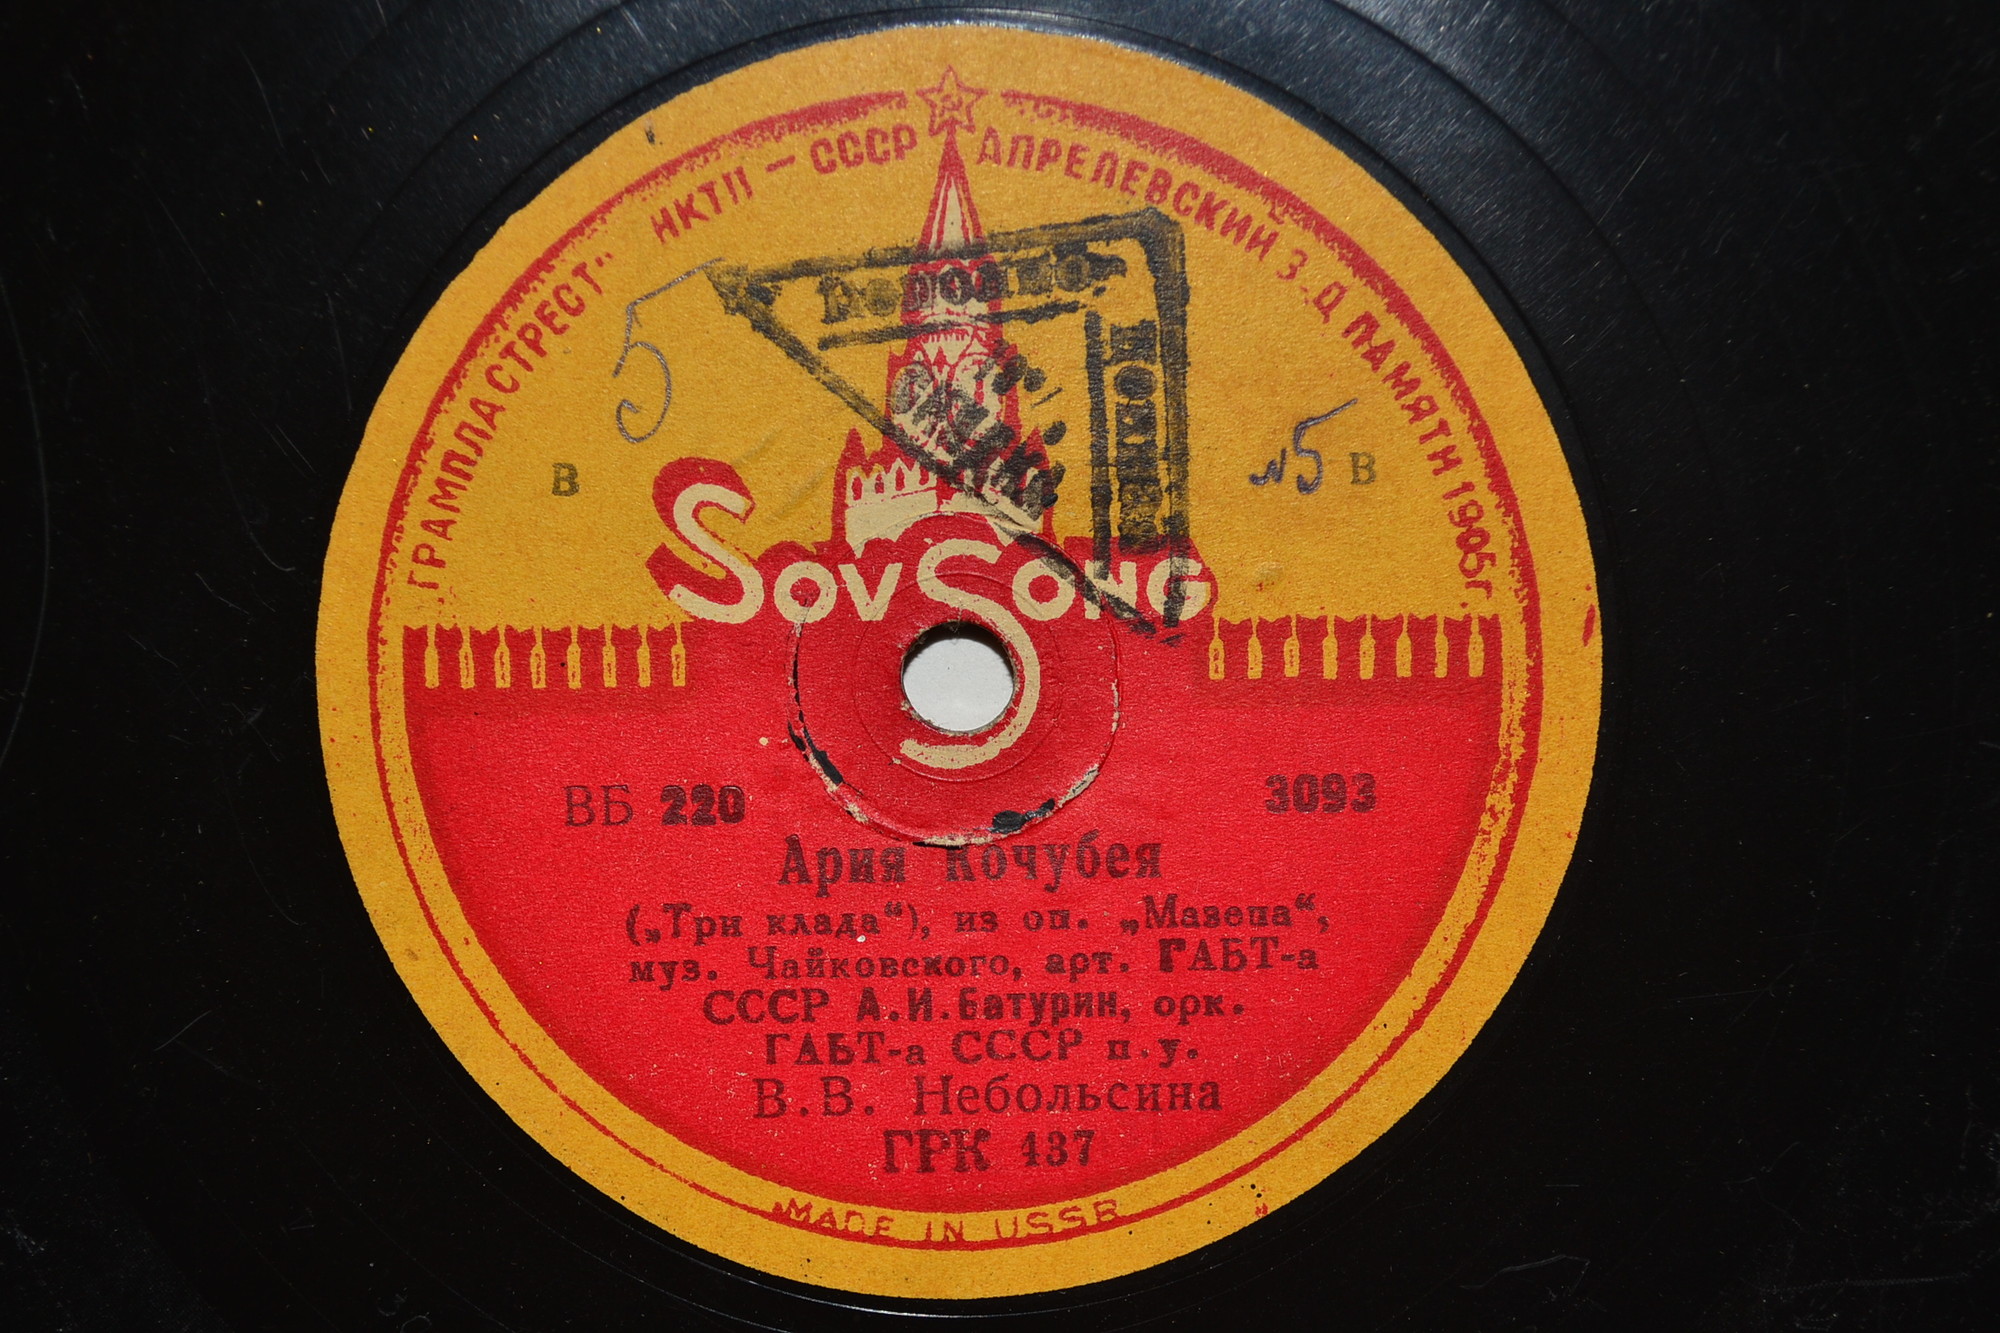 ГРАМПЛАСТРЕСТ" НКТП — СССР АПРЕЛЕВСКИЙ З-Д ПАМЯТИ 1905 г.
5
В
№5 В
SovSong
ВБ 220
3093
Ария Кочубея
(„Три клада“), из оп. „Мазепа“,
муз. Чайковского, арт. ГАБТ-а
СССР А.И.Батурин, орк.
ГАБТ-а СССР п.у.
В.В. Небольсина
ГРК 137
MADE IN USSR